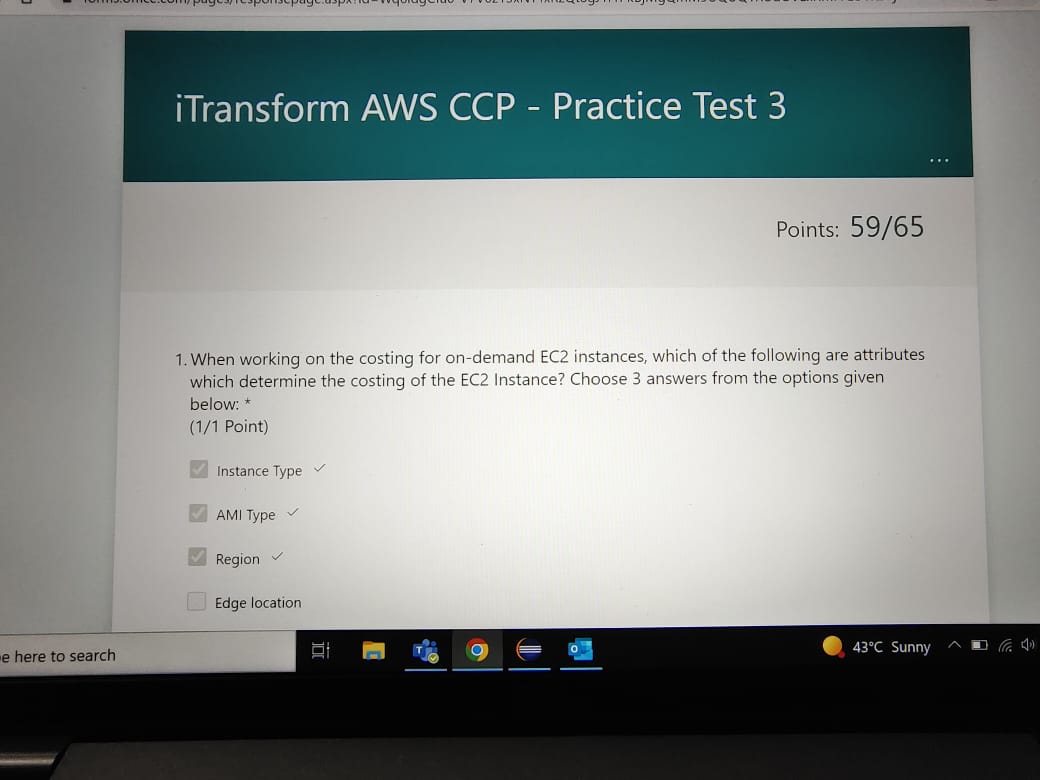 iTransform AWS CCP - Practice Test 3
...
Points: 59/65
1. When working on the costing for on-demand EC2 instances, which of the following are attributes
which determine the costing of the EC2 Instance? Choose 3 answers from the options given
below: *
(1/1 Point)
Instance Type
AMI Type
Region
Edge location
e here to search
43°C Sunny